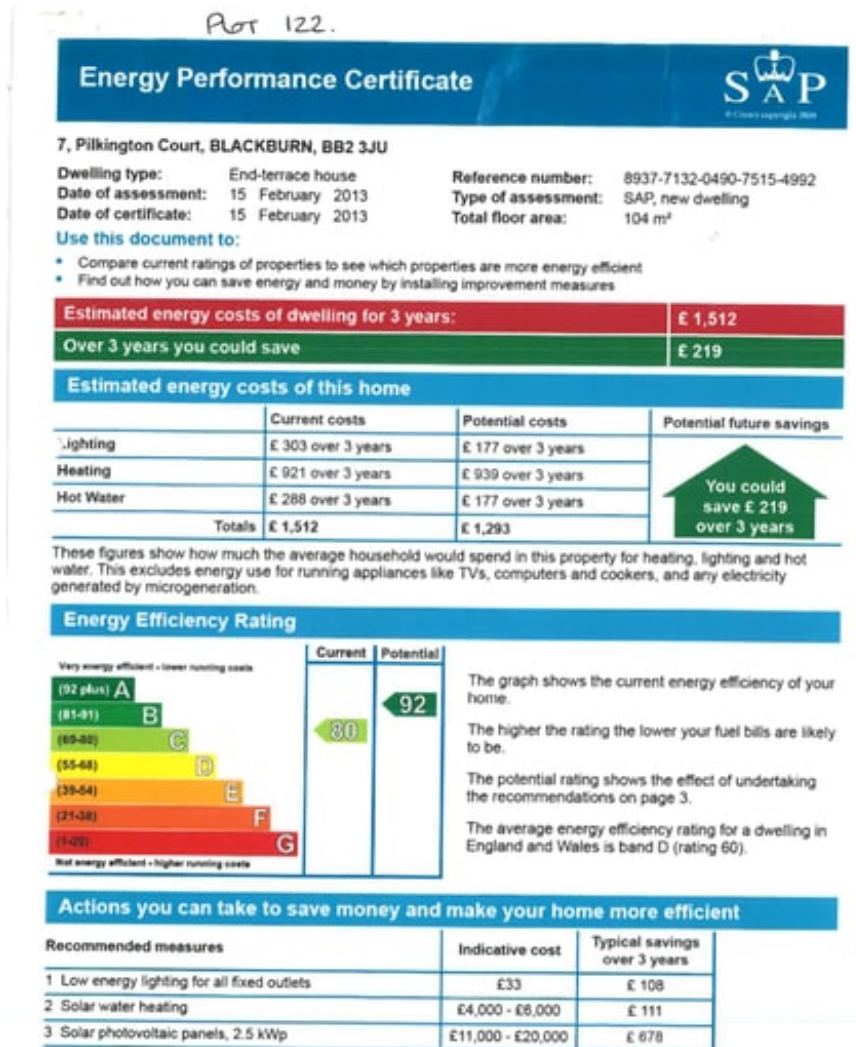 PLOT 122.
Energy Performance Certificate
SAP
© Crown copyright 2009
7, Pilkington Court, BLACKBURN, BB2 3JU
Dwelling type: End-terrace house
Date of assessment: 15 February 2013
Date of certificate: 15 February 2013
Reference number: 8937-7132-0490-7515-4992
Type of assessment: SAP, new dwelling
Total floor area: 104 m²
Use this document to:
• Compare current ratings of properties to see which properties are more energy efficient
• Find out how you can save energy and money by installing improvement measures
Estimated energy costs of dwelling for 3 years: £ 1,512
Over 3 years you could save £ 219
Estimated energy costs of this home
Current costs Potential costs Potential future savings
Lighting £ 303 over 3 years £ 177 over 3 years
Heating £ 921 over 3 years £ 939 over 3 years
Hot Water £ 288 over 3 years £ 177 over 3 years
Totals £ 1,512 £ 1,293
You could
save £ 219
over 3 years
These figures show how much the average household would spend in this property for heating, lighting and hot
water. This excludes energy use for running appliances like TVs, computers and cookers, and any electricity
generated by microgeneration.
Energy Efficiency Rating
Current Potential
Very energy efficient - lower running costs
(92 plus) A
(81-91) B
(69-80) C
(55-68) D
(39-54) E
(21-38) F
(1-20) G
Not energy efficient - higher running costs
80
92
The graph shows the current energy efficiency of your
home.
The higher the rating the lower your fuel bills are likely
to be.
The potential rating shows the effect of undertaking
the recommendations on page 3.
The average energy efficiency rating for a dwelling in
England and Wales is band D (rating 60).
Actions you can take to save money and make your home more efficient
Recommended measures Indicative cost Typical savings
over 3 years
1 Low energy lighting for all fixed outlets £33 £ 108
2 Solar water heating £4,000 - £6,000 £ 111
3 Solar photovoltaic panels, 2.5 kWp £11,000 - £20,000 £ 678